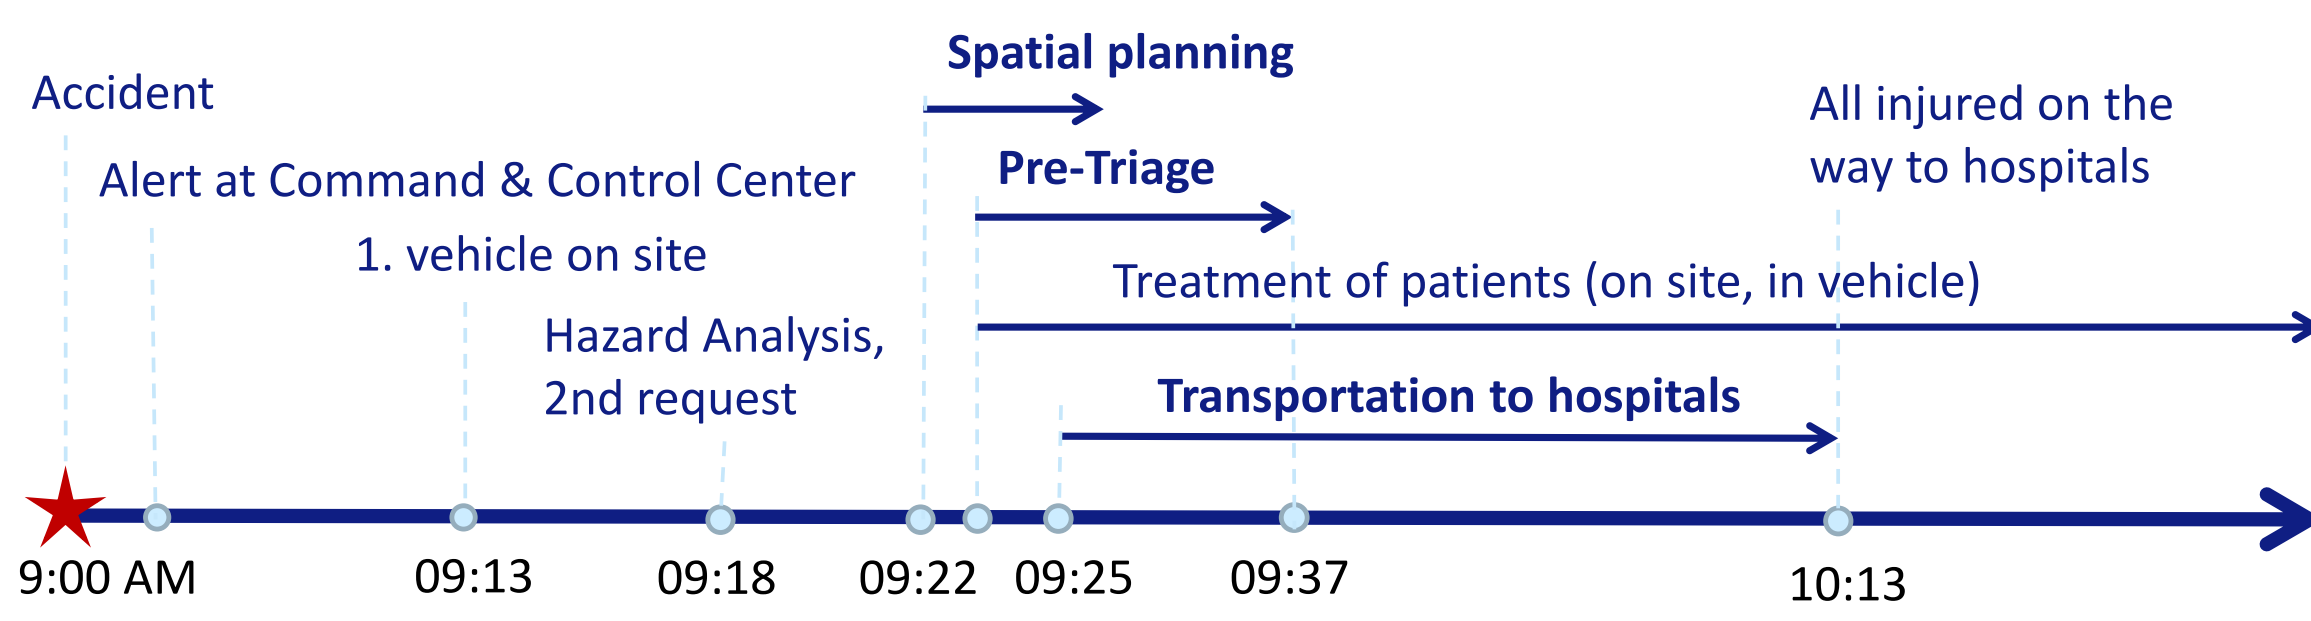 Spatial planning
Accident
All injured on the
way to hospitals
Pre-Triage
Alert at Command & Control Center
1. vehicle on site
Treatment of patients (on site, in vehicle)
Hazard Analysis,
2nd request
Transportation to hospitals
9:00 AM
09:13
09:18
09:22
09:25
09:37
10:13